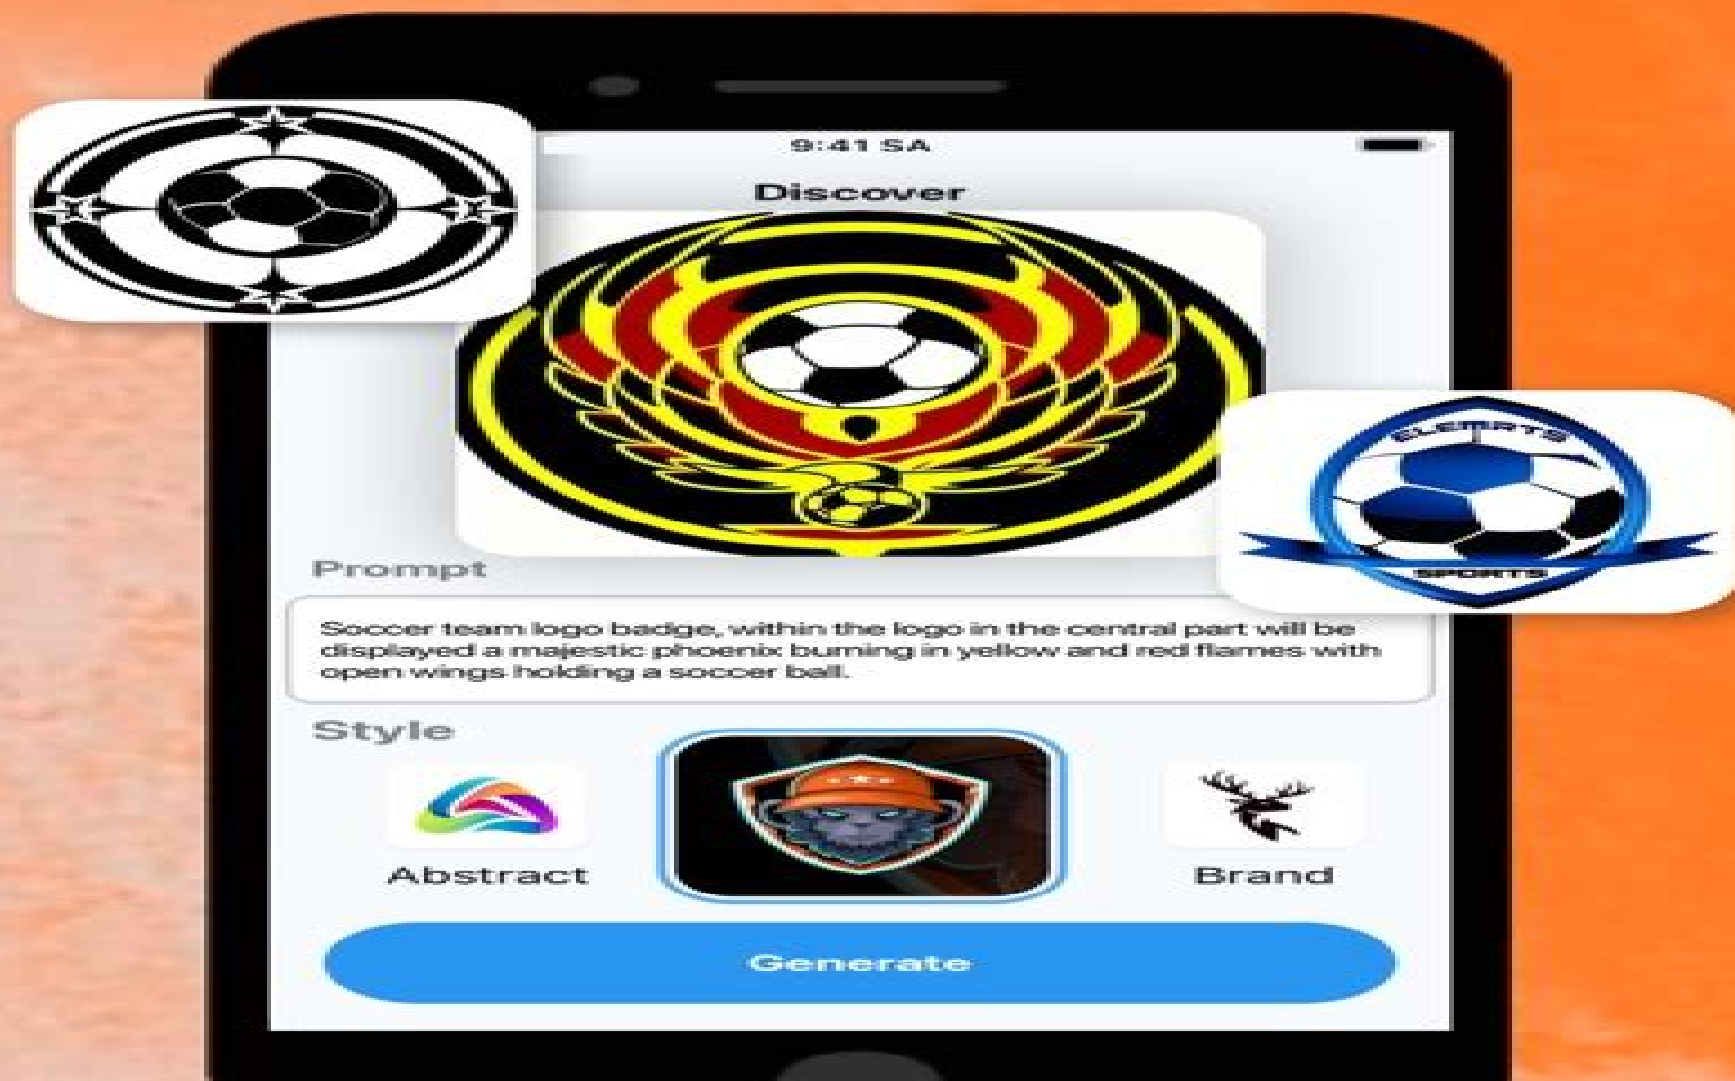 9:41 SA
Discover
ELEMRTS
SPORTS
Prompt
Soccer team logo badge, within the logo in the central part will be
displayed a majestic phoenix burning in yellow and red flames with
open wings holding a soccer ball.
Style
Abstract
Brand
Generate